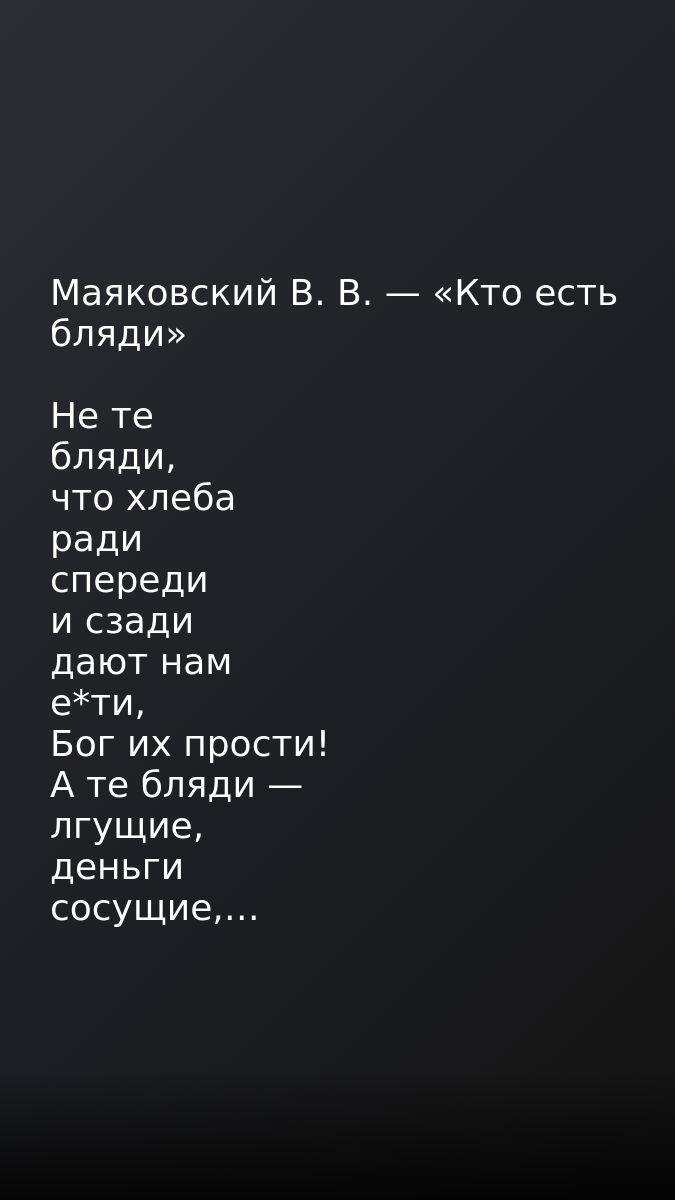 Маяковский В. В. — «Кто есть
бляди»
Не те
бляди,
что хлеба
ради
спереди
и сзади
дают нам
е*ти,
Бог их прости!
А те бляди —
лгущие,
деньги
сосущие,...